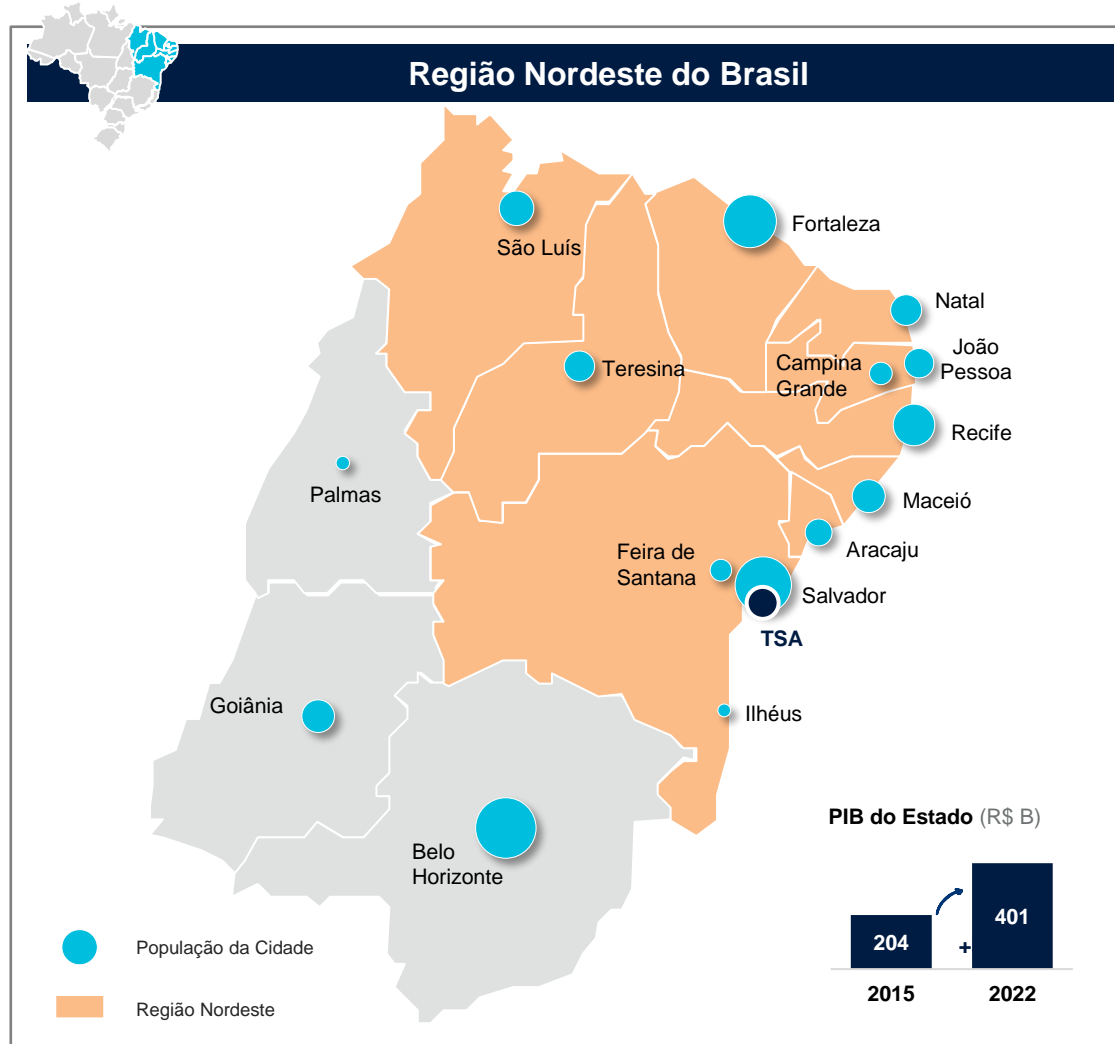 Região Nordeste do Brasil
Fortaleza
São Luís
Natal
João
Pessoa
Campina
Grande
Teresina
Recife
Palmas
Maceió
Aracaju
Feira de
Santana
Salvador
TSA
Goiânia
Ilhéus
Belo
Horizonte
PIB do Estado (R$ B)
204
+
401
2015
2022
População da Cidade
Região Nordeste